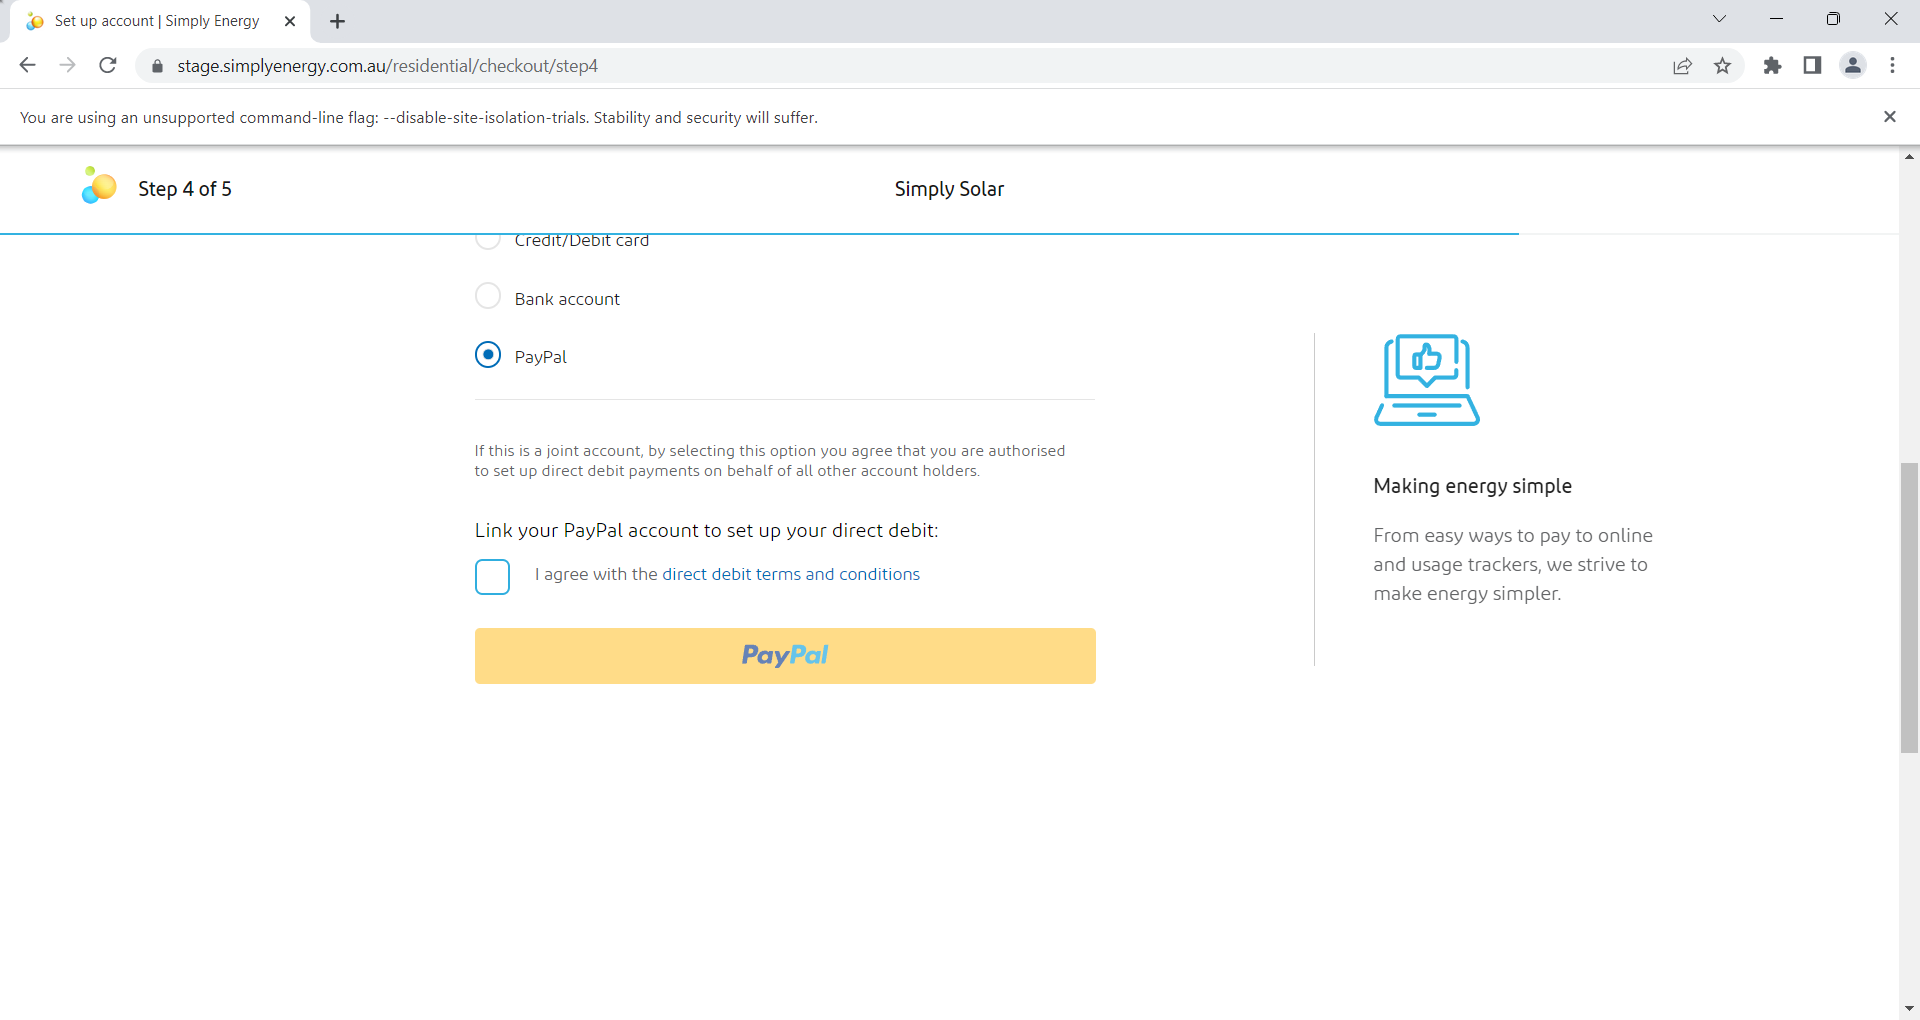 Set up account | Simply Energy
stage.simplyenergy.com.au/residential/checkout/step4
You are using an unsupported command-line flag: --disable-site-isolation-trials. Stability and security will suffer.
Step 4 of 5
Simply Solar
Credit/Debit card
Bank account
PayPal
If this is a joint account, by selecting this option you agree that you are authorised
to set up direct debit payments on behalf of all other account holders.
Link your PayPal account to set up your direct debit:
I agree with the direct debit terms and conditions
PayPal
Making energy simple
From easy ways to pay to online
and usage trackers, we strive to
make energy simpler.